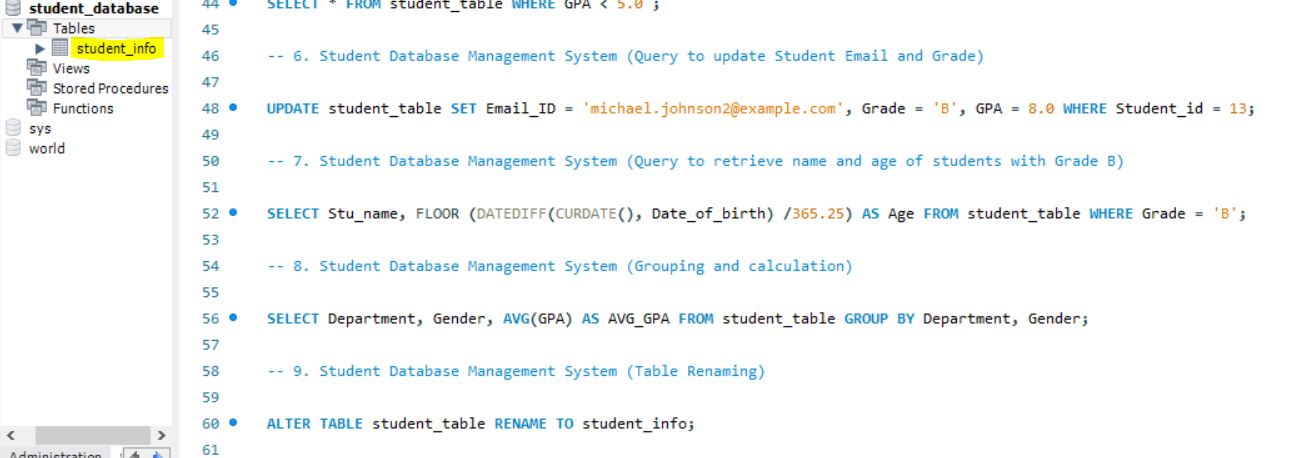 student_database
Tables
student_info
Views
Stored Procedures
Functions
sys
world
Administration
44 SELECT * FROM student_table WHERE GPA < 5.0 ;
45
46 -- 6. Student Database Management System (Query to update Student Email and Grade)
47
48 UPDATE student_table SET Email_ID = 'michael.johnson2@example.com', Grade = 'B', GPA = 8.0 WHERE Student_id = 13;
49
50 -- 7. Student Database Management System (Query to retrieve name and age of students with Grade B)
51
52 SELECT Stu_name, FLOOR (DATEDIFF(CURDATE(), Date_of_birth) /365.25) AS Age FROM student_table WHERE Grade = 'B';
53
54 -- 8. Student Database Management System (Grouping and calculation)
55
56 SELECT Department, Gender, AVG(GPA) AS AVG_GPA FROM student_table GROUP BY Department, Gender;
57
58 -- 9. Student Database Management System (Table Renaming)
59
60 ALTER TABLE student_table RENAME TO student_info;
61